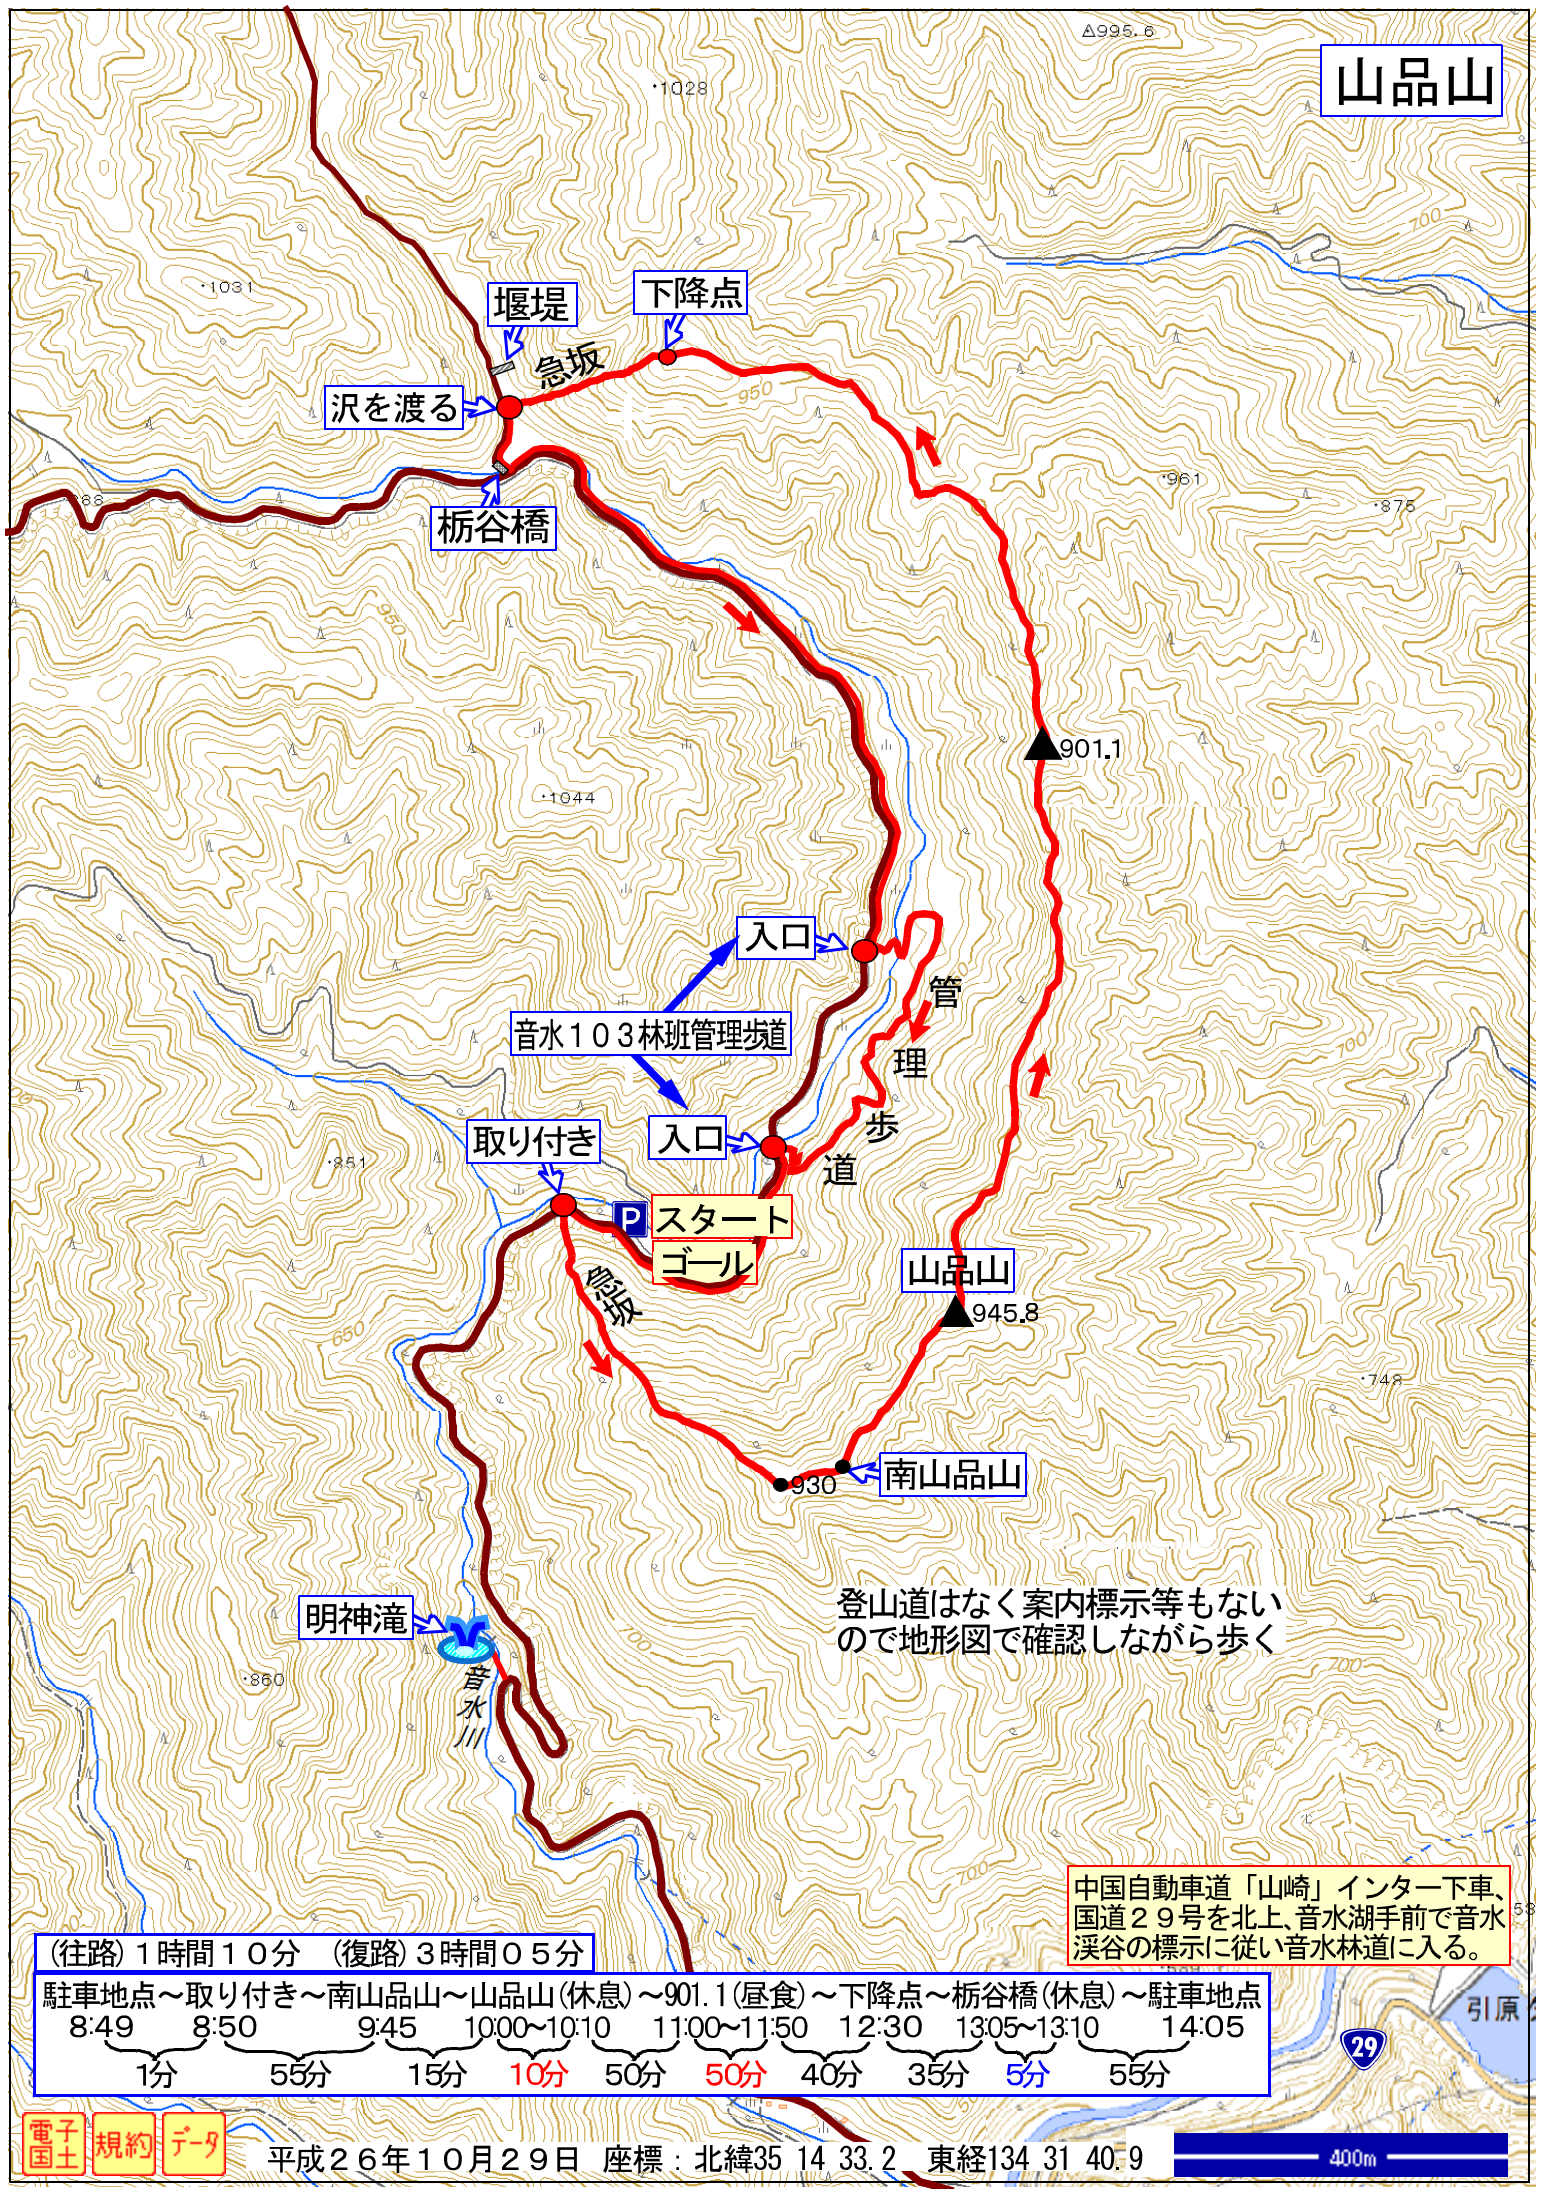 995.6
山品山
1028
1031
700
堰堤
下降点
急坂
950
沢を渡る
961
875
栃谷橋
950
901.1
1044
入口
管
理
歩
道
音水103林班管理歩道
700
入口
取り付き
851
P
スタート
ゴール
急
坂
山品山
945.8
650
748
南山品山
930
登山道はなく案内標示等もない
ので地形図で確認しながら歩く
明神滝
700
700
860
音水川
700
中国自動車道「山崎」インター下車、
国道29号を北上、音水湖手前で音水
渓谷の標示に従い音水林道に入る。
(往路)1時間10分 (復路)3時間05分
駐車地点～取り付き～南山品山～山品山(休息)～901.1(昼食)～下降点～栃谷橋(休息)～駐車地点
8:49 8:50 9:45 10:00～10:10 11:00～11:50 12:30 13:05～13:10 14:05
1分 55分 15分 10分 50分 50分 40分 35分 5分 55分
引原
29
電子
国土
規約
データ
平成26年10月29日 座標：北緯35 14 33.2 東経134 31 40.9
400m